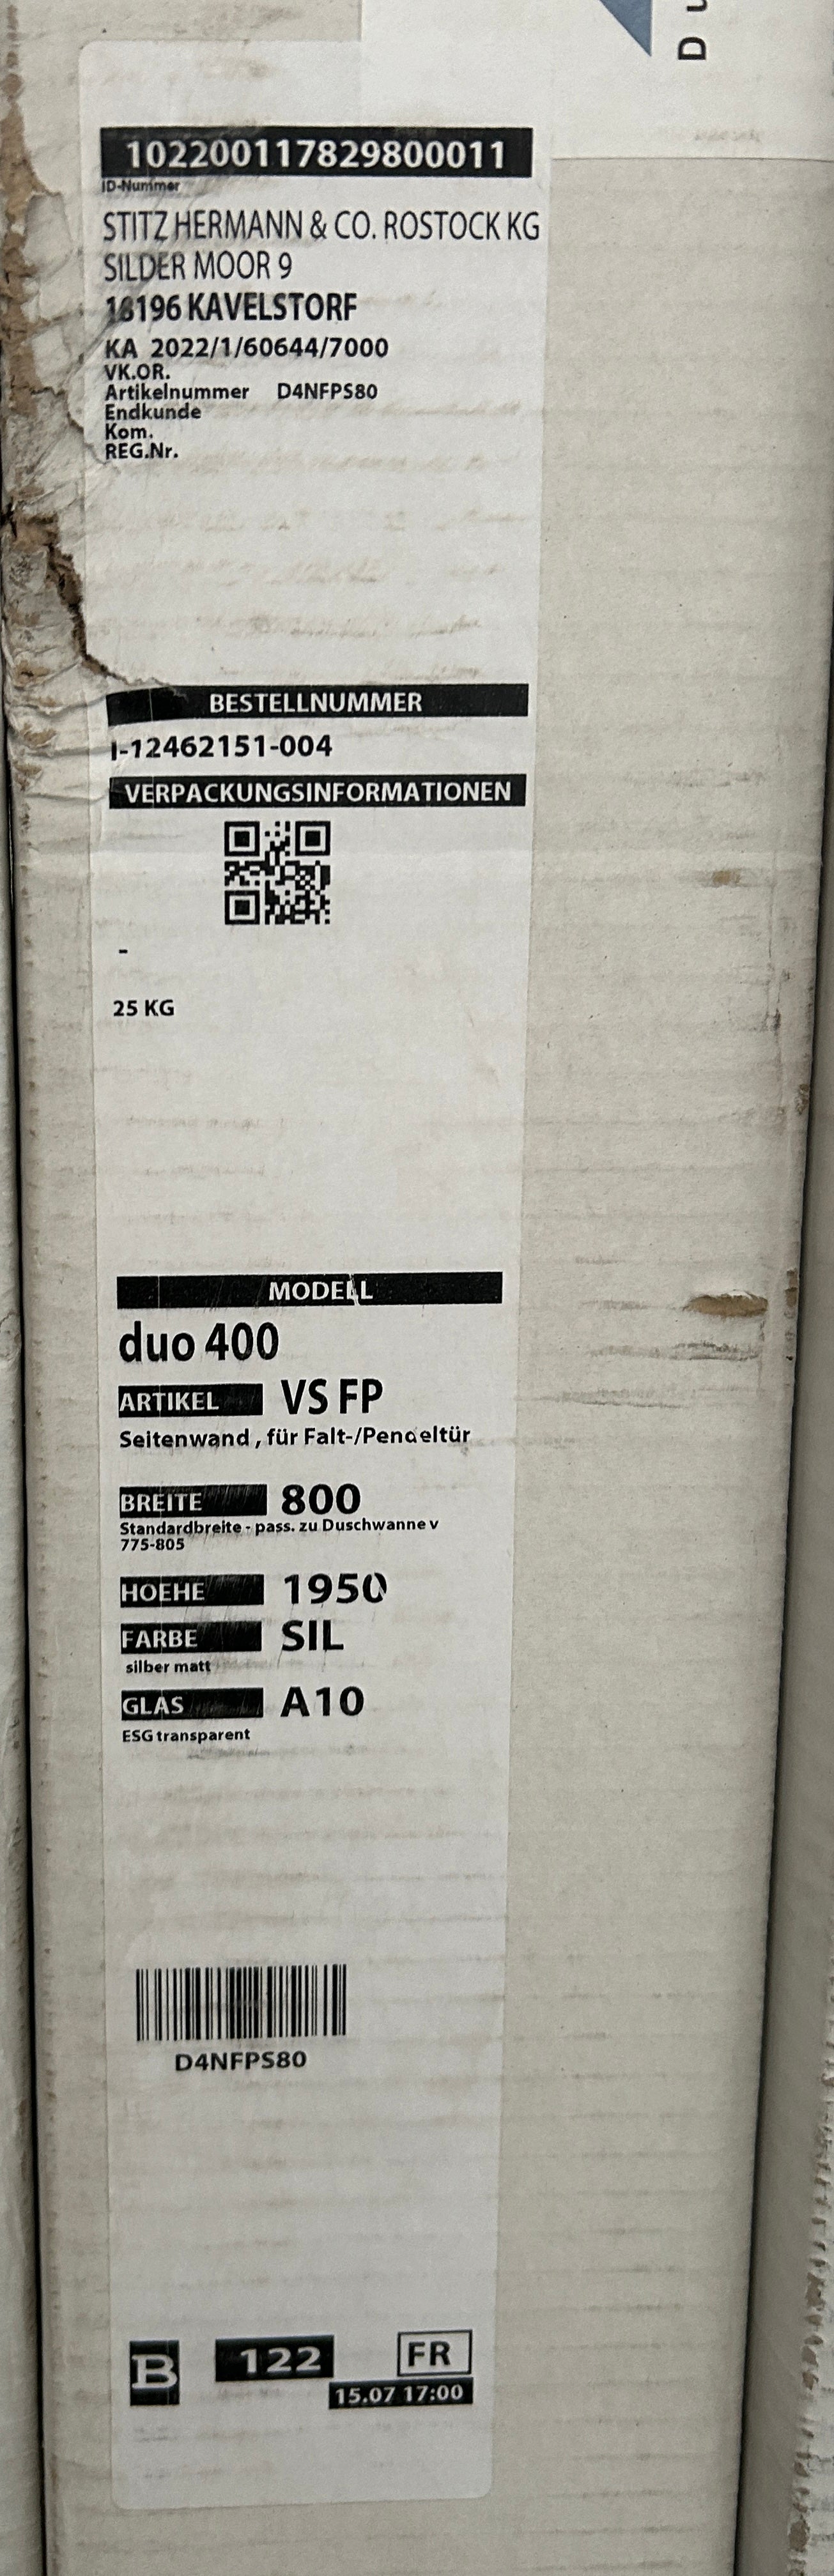 D u
102200117829800011
ID-Nummer
STITZ HERMANN & CO. ROSTOCK KG
SILDER MOOR 9
18196 KAVELSTORF
KA 2022/1/60644/7000
VK.OR.
Artikelnummer D4NFPS80
Endkunde
Kom.
REG.Nr.
BESTELLNUMMER
I-12462151-004
VERPACKUNGSINFORMATIONEN
-
25 KG
MODELL
duo 400
ARTIKEL VS FP
Seitenwand , für Falt-/Pendeltür
BREITE 800
Standardbreite - pass. zu Duschwanne v
775-805
HOEHE 1950
FARBE SIL
silber matt
GLAS A10
ESG transparent
D4NFPS80
B 122 FR
15.07 17:00